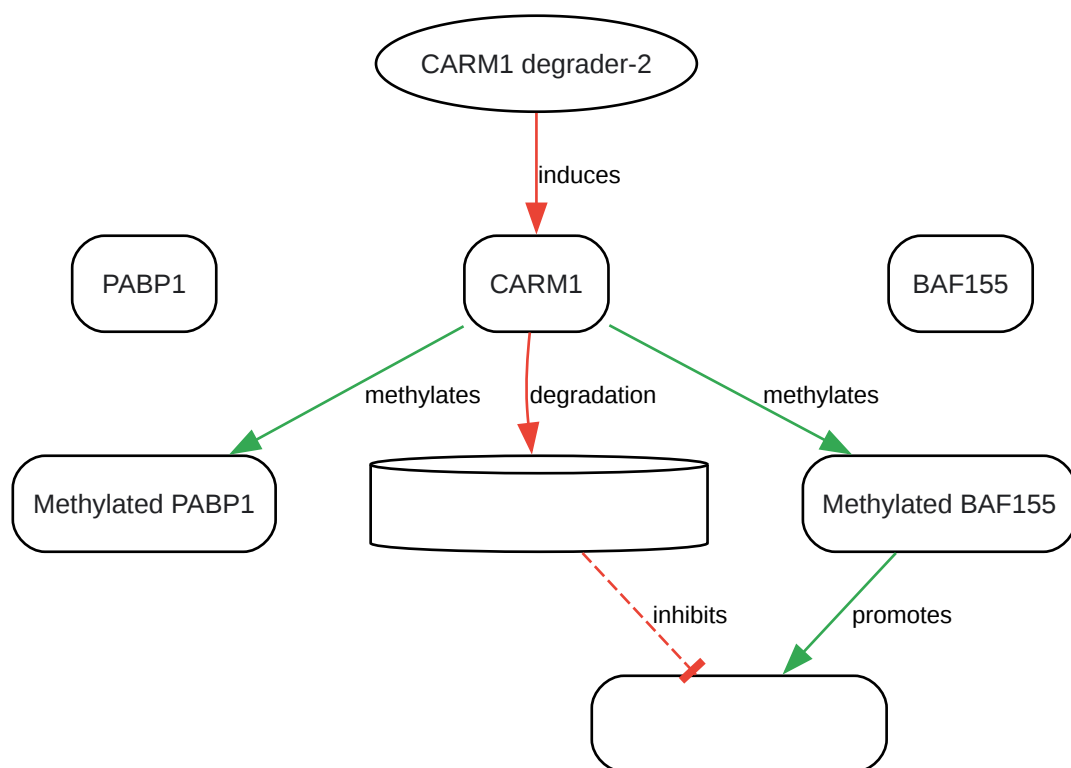 CARM1 degrader-2
induces
PABP1
CARM1
BAF155
methylates
degradation
methylates
Methylated PABP1
Methylated BAF155
inhibits
promotes